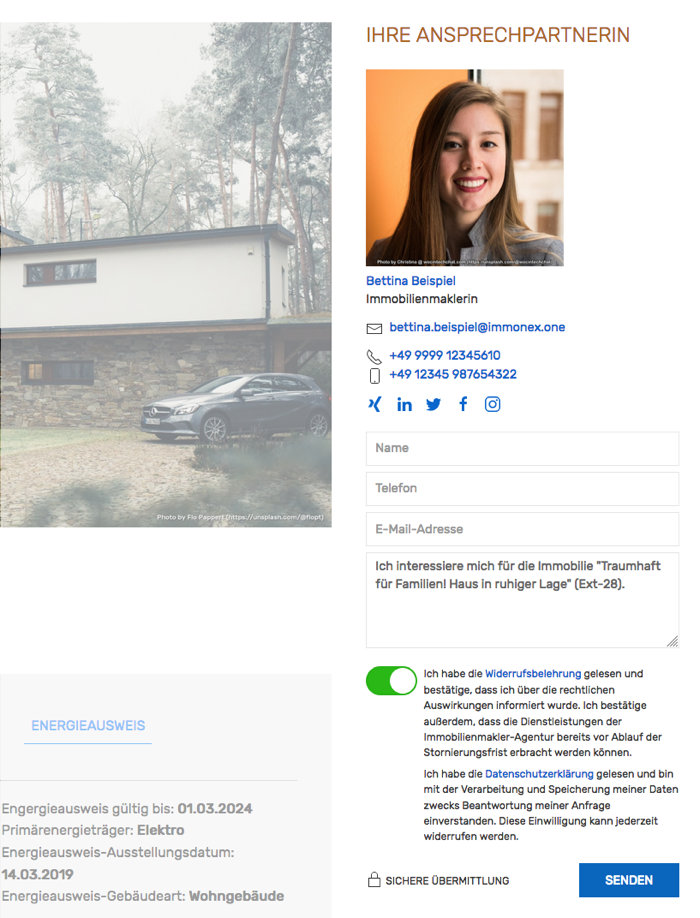 IHRE ANSPRECHPARTNERIN
Photo by Christina @ wocintechchat.com (https://unsplash.com/@wocintechchat)
Bettina Beispiel
Immobilienmaklerin
bettina.beispiel@immonex.one
+49 9999 12345610
+49 12345 987654322
Name
Telefon
E-Mail-Adresse
Ich interessiere mich für die Immobilie "Traumhaft
für Familien! Haus in ruhiger Lage" (Ext-28).
Ich habe die Widerrufsbelehrung gelesen und
bestätige, dass ich über die rechtlichen
Auswirkungen informiert wurde. Ich bestätige
außerdem, dass die Dienstleistungen der
Immobilienmakler-Agentur bereits vor Ablauf der
Stornierungsfrist erbracht werden können.
Ich habe die Datenschutzerklärung gelesen und bin
mit der Verarbeitung und Speicherung meiner Daten
zwecks Beantwortung meiner Anfrage
einverstanden. Diese Einwilligung kann jederzeit
widerrufen werden.
SICHERE ÜBERMITTLUNG
SENDEN
Photo by Flo Pappert (https://unsplash.com/@flopt)
ENERGIEAUSWEIS
Engergieausweis gültig bis: 01.03.2024
Primärenergieträger: Elektro
Energieausweis-Ausstellungsdatum:
14.03.2019
Energieausweis-Gebäudeart: Wohngebäude